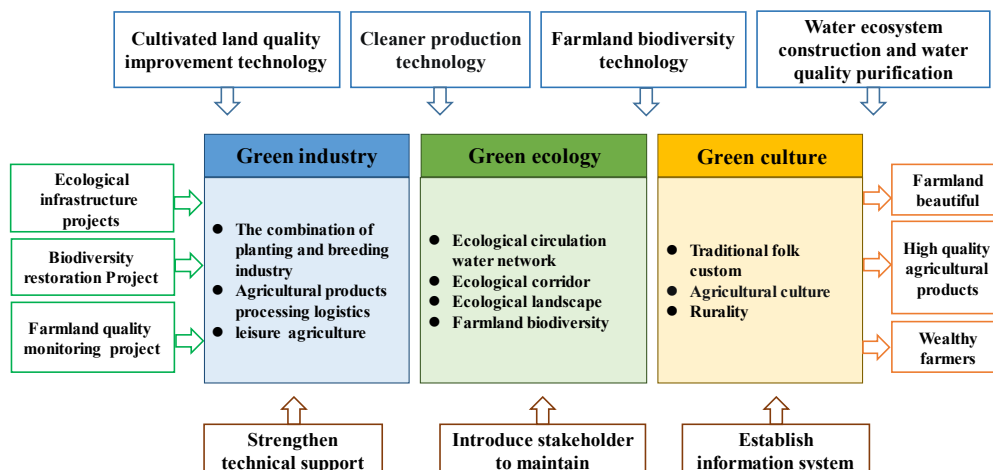 Cultivated land quality
improvement technology
Cleaner production
technology
Farmland biodiversity
technology
Water ecosystem
construction and water
quality purification
Ecological
infrastructure
projects
Biodiversity
restoration Project
Farmland quality
monitoring project
Green industry
The combination of
planting and breeding
industry
Agricultural products
processing logistics
leisure agriculture
Green ecology
Ecological circulation
water network
Ecological corridor
Ecological landscape
Farmland biodiversity
Green culture
Traditional folk
custom
Agricultural culture
Rurality
Farmland
beautiful
High quality
agricultural
products
Wealthy
farmers
Strengthen
technical support
Introduce stakeholder
to maintain
Establish
information system